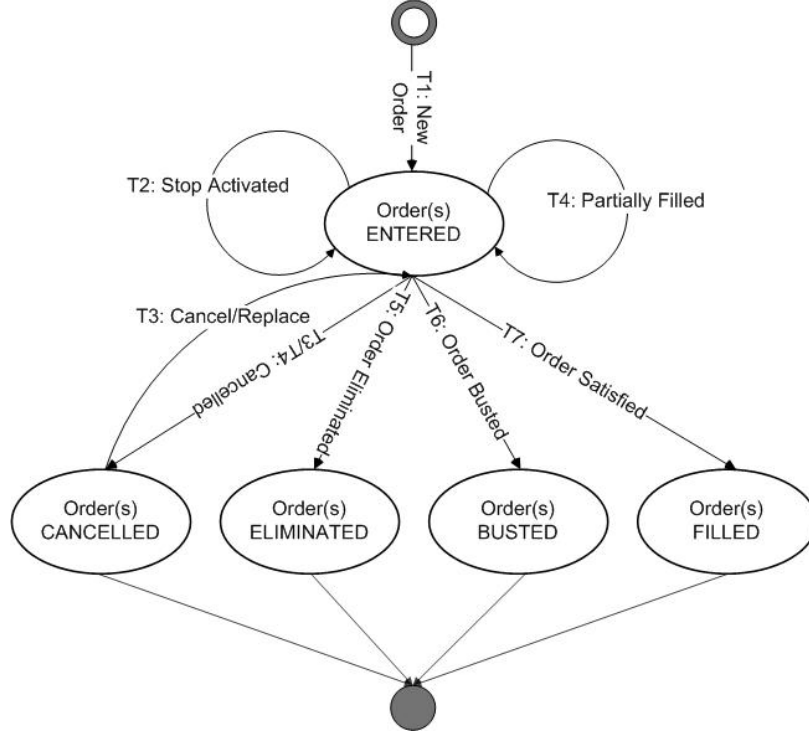 T1: New
Order
T2: Stop Activated
T4: Partially Filled
Order(s)
ENTERED
T3: Cancel/Replace
T3/T4: Cancelled
T5: Order Eliminated
T6: Order Busted
T7: Order Satisfied
Order(s)
CANCELLED
Order(s)
ELIMINATED
Order(s)
BUSTED
Order(s)
FILLED